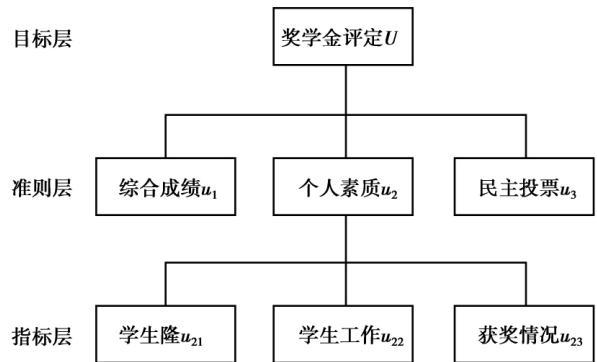 目标层
奖学金评定U
准则层
综合成绩u₁
个人素质u₂
民主投票u₃
指标层
学生隆u₂₁
学生工作u₂₂
获奖情况u₂₃